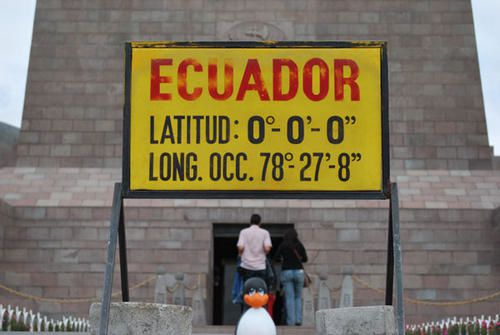 ECUADOR
LATITUD: 0°-0'-0"
LONG. OCC. 78°-27'-8"